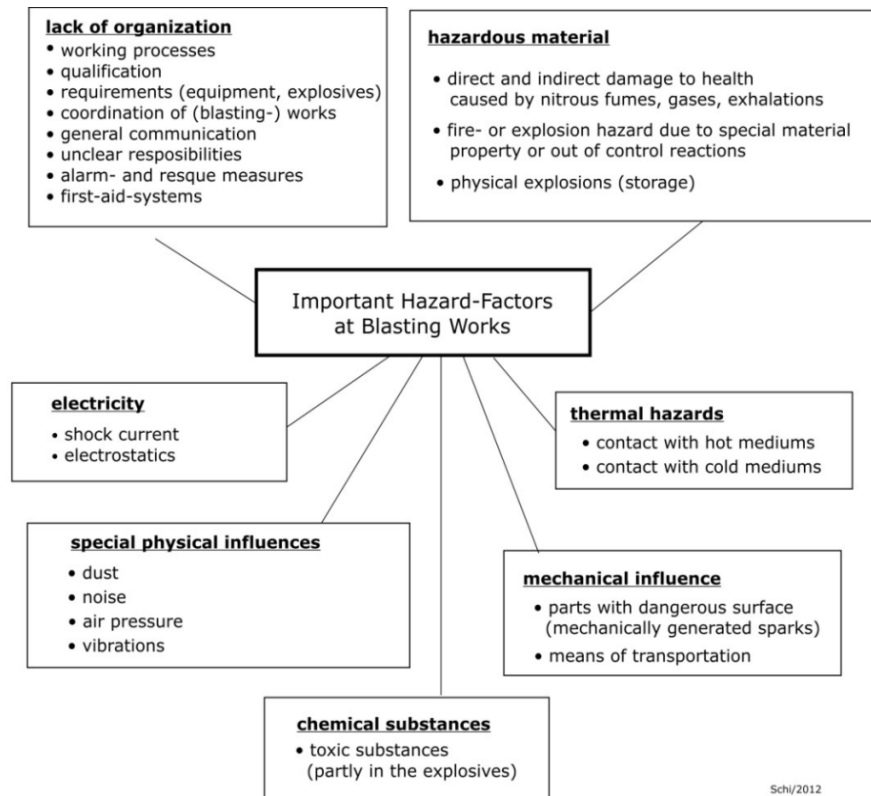 lack of organization
• working processes
• qualification
• requirements (equipment, explosives)
• coordination of (blasting-) works
• general communication
• unclear resposibilities
• alarm- and resque measures
• first-aid-systems
hazardous material
• direct and indirect damage to health
caused by nitrous fumes, gases, exhalations
• fire- or explosion hazard due to special material
property or out of control reactions
• physical explosions (storage)
Important Hazard-Factors
at Blasting Works
electricity
• shock current
• electrostatics
thermal hazards
• contact with hot mediums
• contact with cold mediums
special physical influences
• dust
• noise
• air pressure
• vibrations
mechanical influence
• parts with dangerous surface
(mechanically generated sparks)
• means of transportation
chemical substances
• toxic substances
(partly in the explosives)
Schi/2012